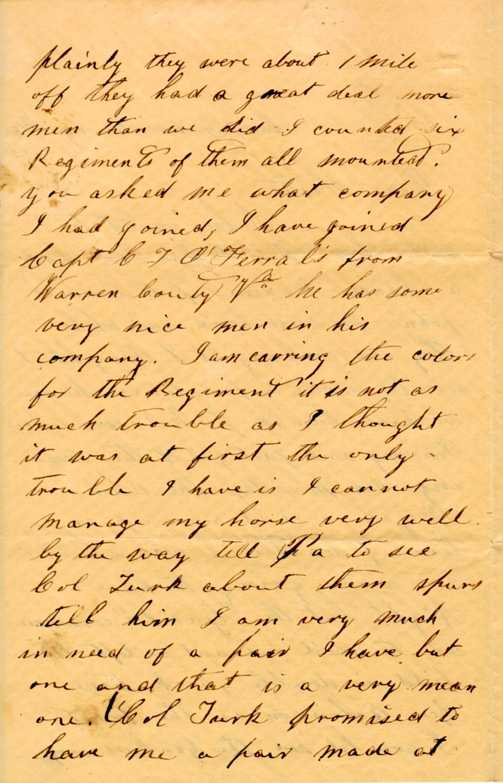 plainly they were about 1 mile
off they had a great deal more
men than we did I counted six
Regiments of them all mounted.
you asked me what company
I had yoined, I have yoined
Capt C T O'Ferral's from
Warren County Va he has some
very nice men in his
company. I am carring the colors
for the Regiment it is not as
much trouble as I thought
it was at first the only
trouble I have is I cannot
manage my horse very well.
by the way tell Pa to see
Col Turk about them spurs
tell him I am very much
in need of a pair I have but
one and that is a very mean
one. Col Turk promised to
have me a pair made at